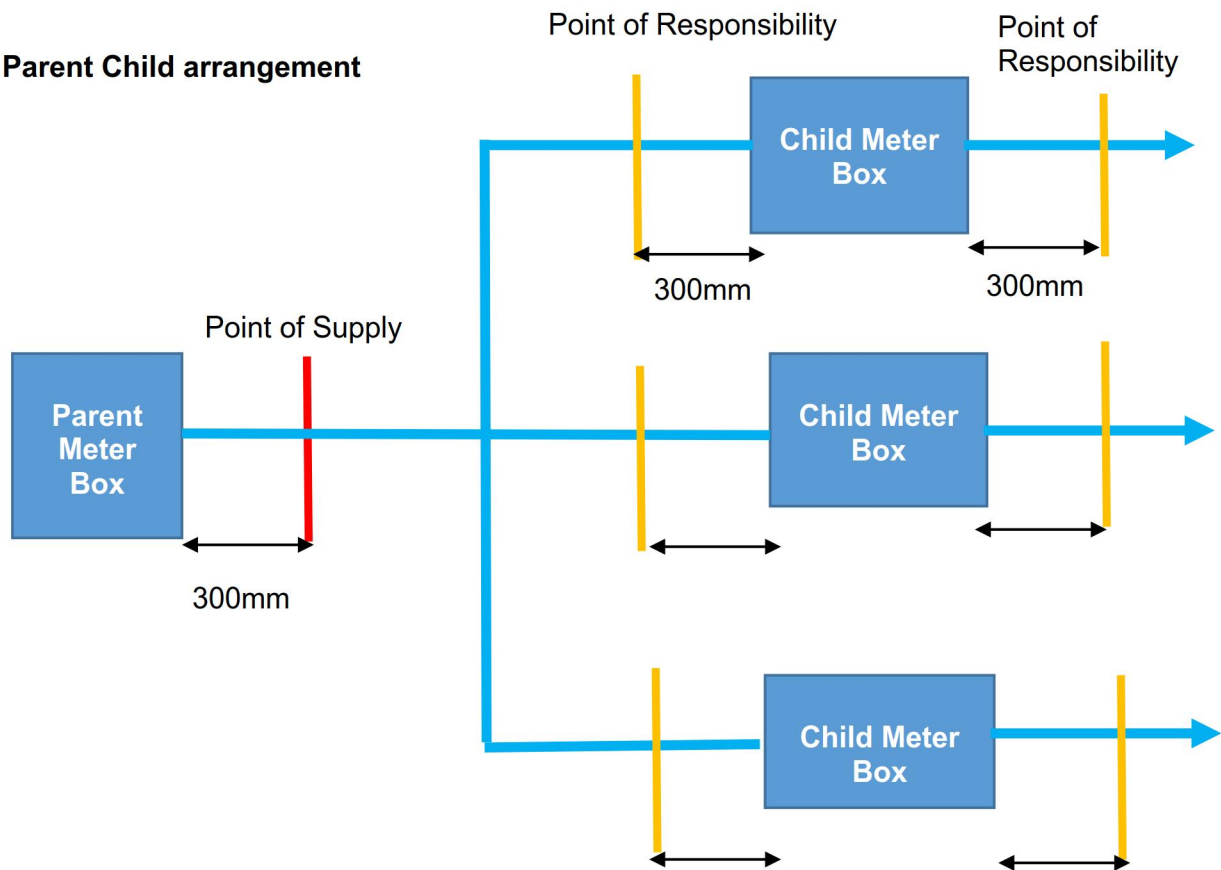 Parent Child arrangement
Point of Responsibility
Point of
Responsibility
Child Meter
Box
300mm
300mm
Point of Supply
Parent
Meter
Box
300mm
Child Meter
Box
Child Meter
Box